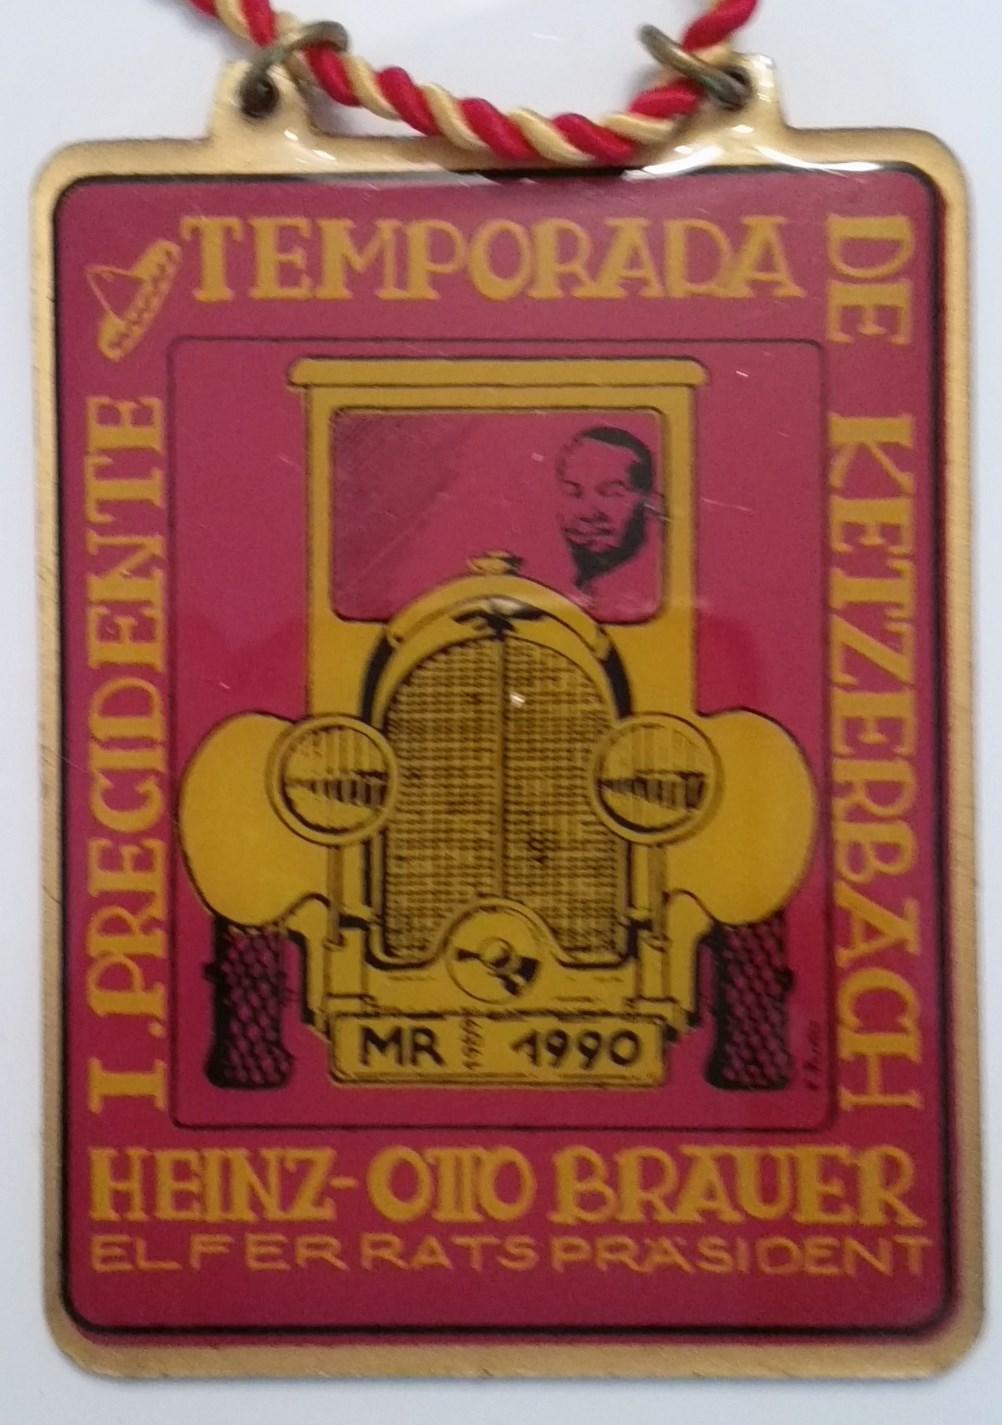 I. PRECIDENTE
TEMPORADA
DE KETZERBACH
MR 1990
HEINZ-OTTO BRAUER
ELFERRATSPRÄSIDENT